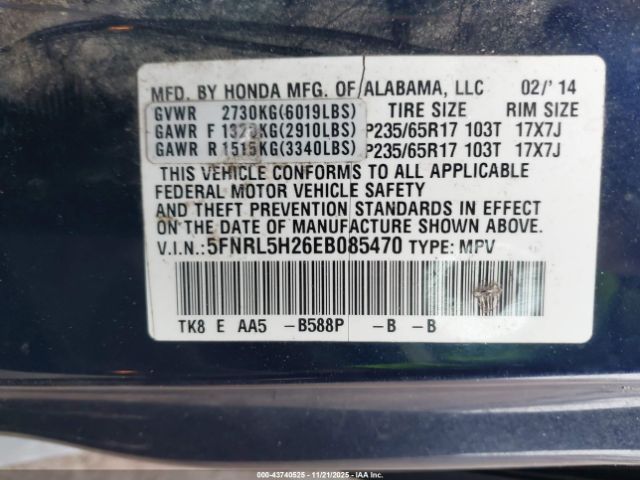 MFD. BY HONDA MFG. OF ALABAMA, LLC 02/'14
GVWR 2730KG(6019LBS) TIRE SIZE RIM SIZE
GAWR F 1320KG(2910LBS) P235/65R17 103T 17X7J
GAWR R 1515KG(3340LBS) P235/65R17 103T 17X7J
THIS VEHICLE CONFORMS TO ALL APPLICABLE
FEDERAL MOTOR VEHICLE SAFETY
AND THEFT PREVENTION STANDARDS IN EFFECT
ON THE DATE OF MANUFACTURE SHOWN ABOVE.
V.I.N.: 5FNRL5H26EB085470 TYPE: MPV
TK8 E AA5 -B588P -B -B
000-43740525 - 11/21/2025 - IAA Inc.